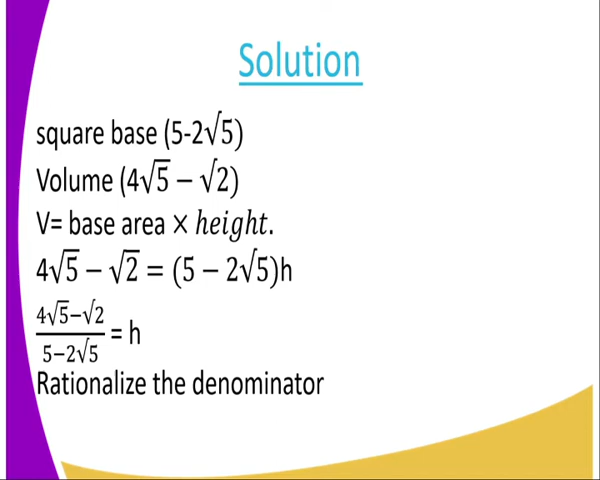 Solution
square base (5-2√5)
Volume (4√5 − √2)
V= base area × height.
4√5 − √2 = (5 − 2√5)h
4√5−√2
5−2√5
= h
Rationalize the denominator